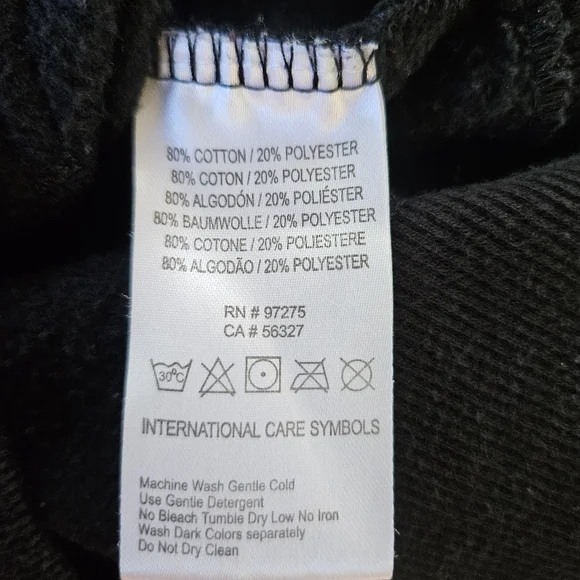 80% COTTON / 20% POLYESTER
80% COTON / 20% POLYESTER
80% ALGODÓN / 20% POLIÉSTER
80% BAUMWOLLE / 20% POLYESTER
80% COTONE / 20% POLIESTERE
80% ALGODÃO / 20% POLYESTER
RN # 97275
CA # 56327
30°C
INTERNATIONAL CARE SYMBOLS
Machine Wash Gentle Cold
Use Gentle Detergent
No Bleach Tumble Dry Low No Iron
Wash Dark Colors separately
Do Not Dry Clean